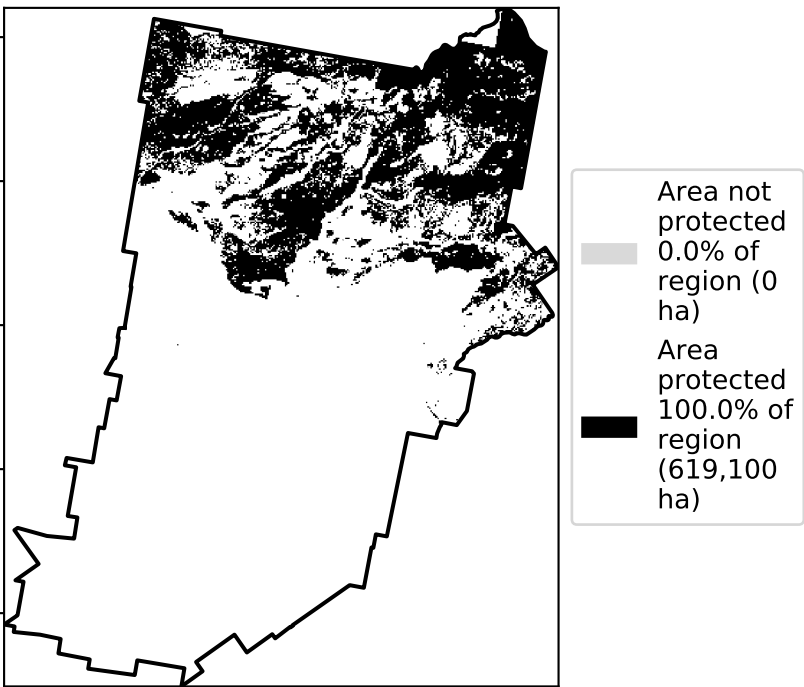 Area not
protected
0.0% of
region (0
ha)
Area
protected
100.0% of
region
(619,100
ha)